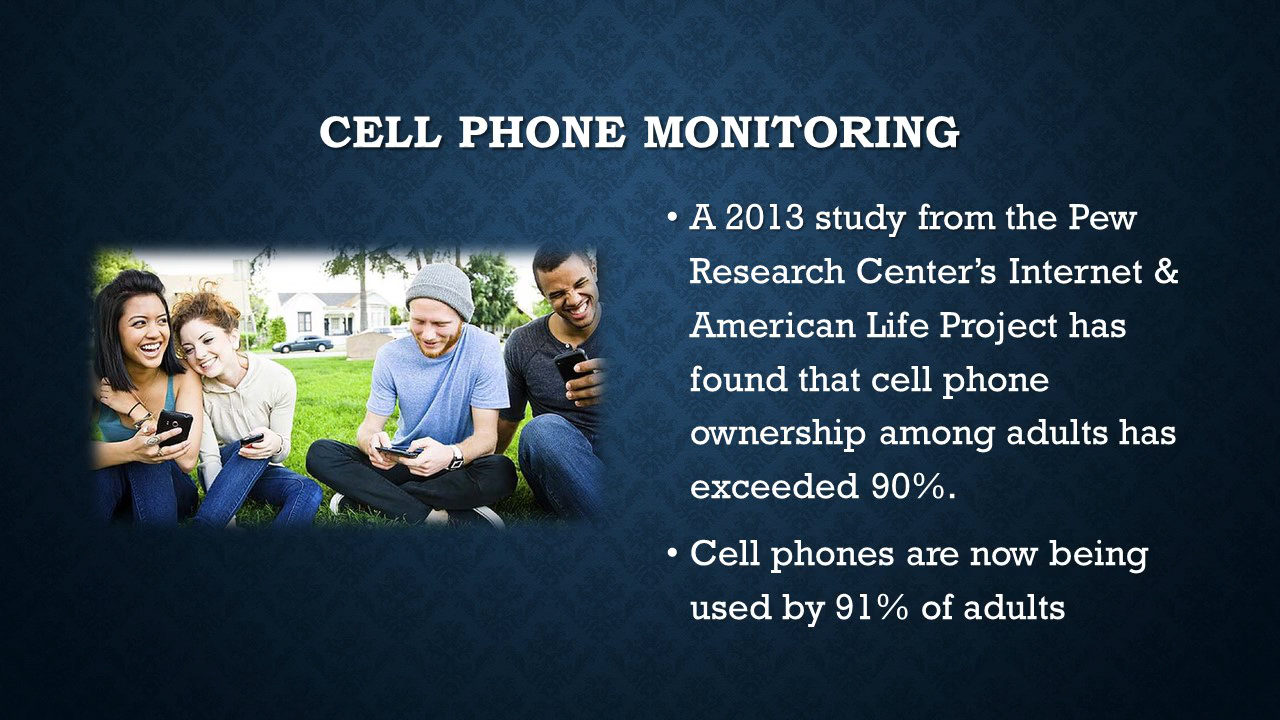 CELL PHONE MONITORING
• A 2013 study from the Pew
Research Center’s Internet &
American Life Project has
found that cell phone
ownership among adults has
exceeded 90%.
• Cell phones are now being
used by 91% of adults